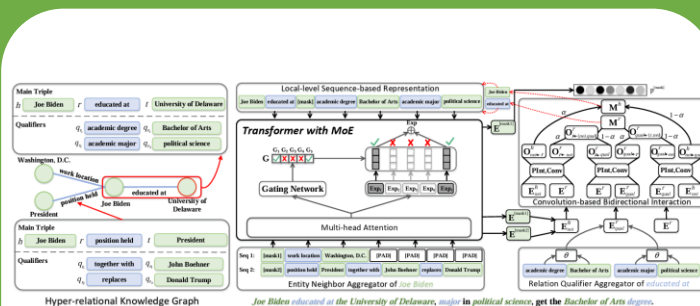 Main Triple
h Joe Biden r educated at t University of Delaware
Qualifiers
academic degree Bachelor of Arts
academic major political science
Washington, D.C.
work location
position held
Joe Biden
educated at
University of
Delaware
President
Main Triple
h Joe Biden r position held t President
Qualifiers
together with John Boehner
replaces Donald Trump
Hyper-relational Knowledge Graph
Local-level Sequence-based Representation
Joe Biden educated at [mask] academic degree Bachelor of Arts academic major political science
Transformer with MoE
Exp
G
Gating Network
Multi-head Attention
Seq 1: [mask1] work location Washington, D.C. [PAD] [PAD] [PAD] [PAD]
Seq 2: [mask2] position held President together with John Boehner replaces Donald Trump
Entity Neighbor Aggregator of Joe Biden
Joe Biden
educated at
PInt,Conv PInt,Conv PInt,Conv
Convolution-based Bidirectional Interaction
θ θ
academic degree Bachelor of Arts academic major political science
Relation Qualifier Aggregator of educated at
Joe Biden educated at the University of Delaware, major in political science, get the Bachelor of Arts degree.